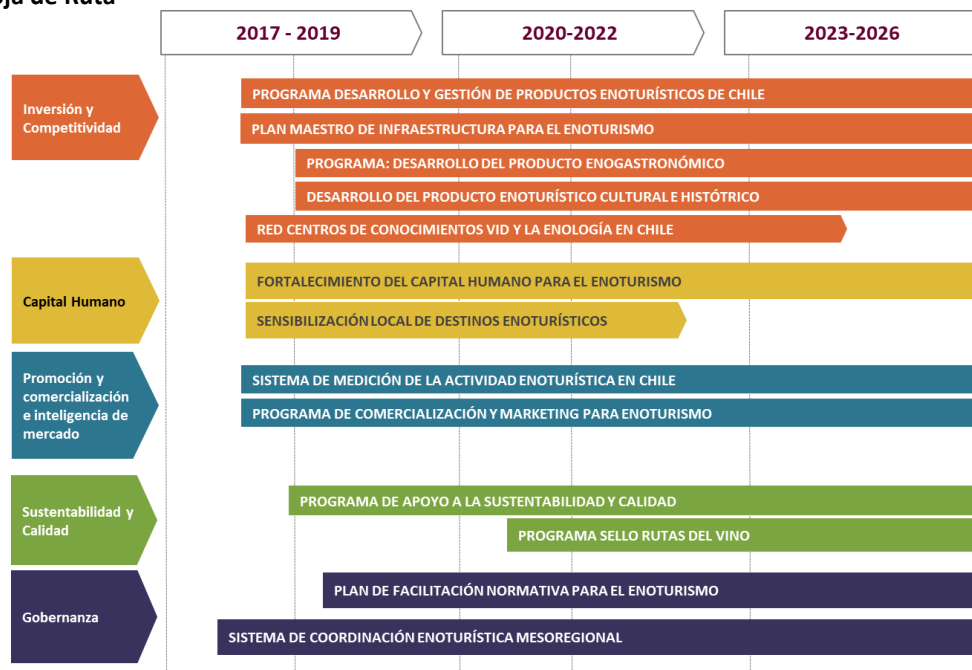 ja de Ruta
2017 - 2019
2020-2022
2023-2026
Inversión y
Competitividad
PROGRAMA DESARROLLO Y GESTIÓN DE PRODUCTOS ENOTURÍSTICOS DE CHILE
PLAN MAESTRO DE INFRAESTRUCTURA PARA EL ENOTURISMO
PROGRAMA: DESARROLLO DEL PRODUCTO ENOGASTRONÓMICO
DESARROLLO DEL PRODUCTO ENOTURÍSTICO CULTURAL E HISTÓTRICO
RED CENTROS DE CONOCIMIENTOS VID Y LA ENOLOGÍA EN CHILE
Capital Humano
FORTALECIMIENTO DEL CAPITAL HUMANO PARA EL ENOTURISMO
SENSIBILIZACIÓN LOCAL DE DESTINOS ENOTURÍSTICOS
Promoción y
comercialización
e inteligencia de
mercado
SISTEMA DE MEDICIÓN DE LA ACTIVIDAD ENOTURÍSTICA EN CHILE
PROGRAMA DE COMERCIALIZACIÓN Y MARKETING PARA ENOTURISMO
Sustentabilidad y
Calidad
PROGRAMA DE APOYO A LA SUSTENTABILIDAD Y CALIDAD
PROGRAMA SELLO RUTAS DEL VINO
Gobernanza
PLAN DE FACILITACIÓN NORMATIVA PARA EL ENOTURISMO
SISTEMA DE COORDINACIÓN ENOTURÍSTICA MESOREGIONAL